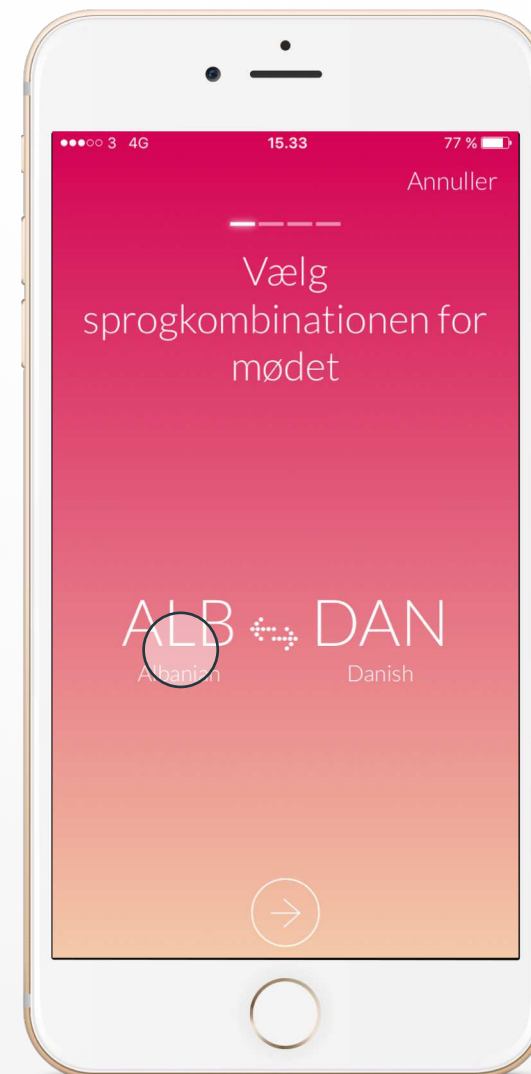 3 4G 15.33 77 %
Annuller
Vælg
sprogkombinationen for
mødet
ALB DAN
Albanian Danish